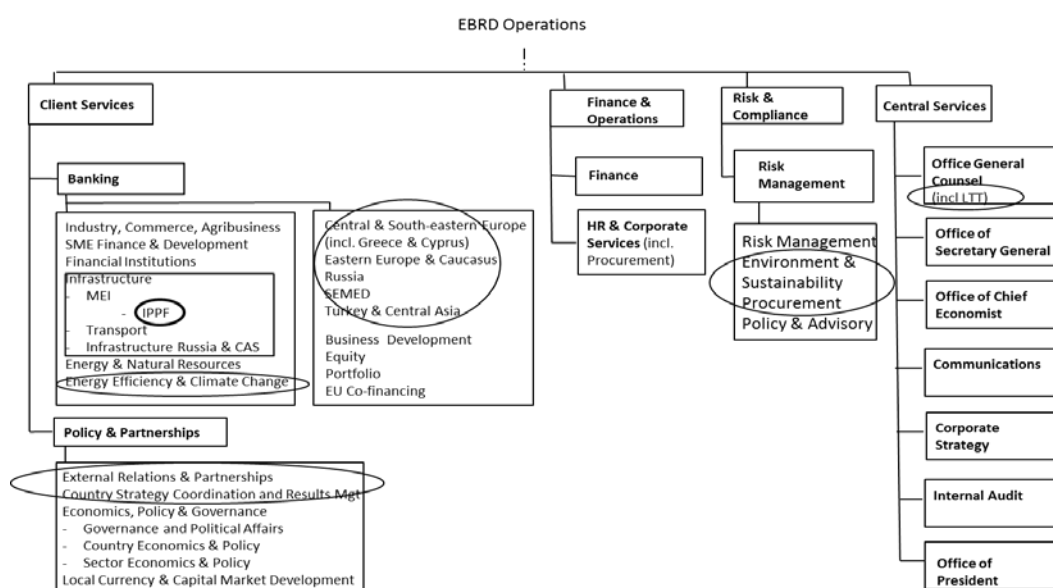 EBRD Operations
Client Services
Finance &
Operations
Risk &
Compliance
Central Services
Banking
Finance
Risk
Management
Office General
Counsel
(incl LTT)
Industry, Commerce, Agribusiness
SME Finance & Development
Financial Institutions
Infrastructure
- MEI
- IPPF
- Transport
- Infrastructure Russia & CAS
Energy & Natural Resources
Energy Efficiency & Climate Change
Central & South-eastern Europe
(incl. Greece & Cyprus)
Eastern Europe & Caucasus
Russia
SEMED
Turkey & Central Asia
Business Development
Equity
Portfolio
EU Co-financing
HR & Corporate
Services (incl.
Procurement)
Risk Management
Environment &
Sustainability
Procurement
Policy & Advisory
Office of
Secretary General
Office of Chief
Economist
Communications
Corporate
Strategy
Internal Audit
Office of
President
Policy & Partnerships
External Relations & Partnerships
Country Strategy Coordination and Results Mgt
Economics, Policy & Governance
- Governance and Political Affairs
- Country Economics & Policy
- Sector Economics & Policy
Local Currency & Capital Market Development